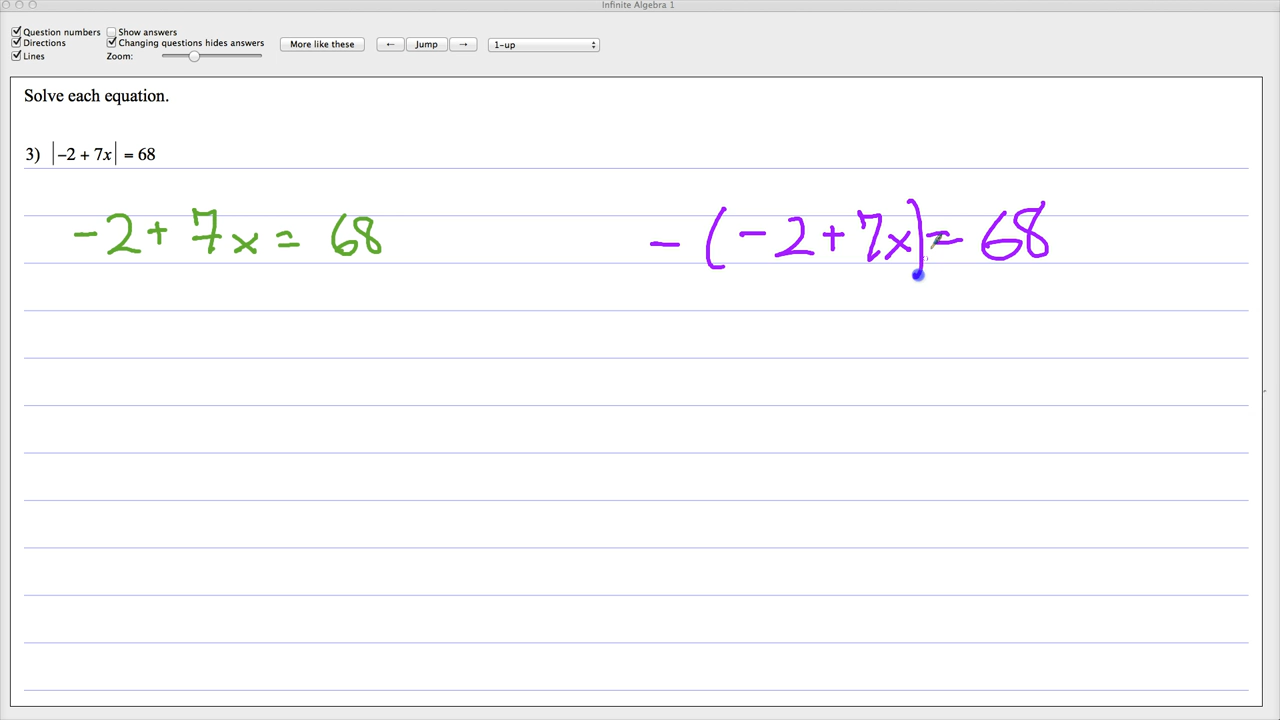 Infinite Algebra 1
Question numbers Show answers
Directions Changing questions hides answers More like these ← Jump → 1-up
Lines Zoom:
Solve each equation.
3) |−2 + 7x| = 68
-2+7x=68 -(-2+7x)=68